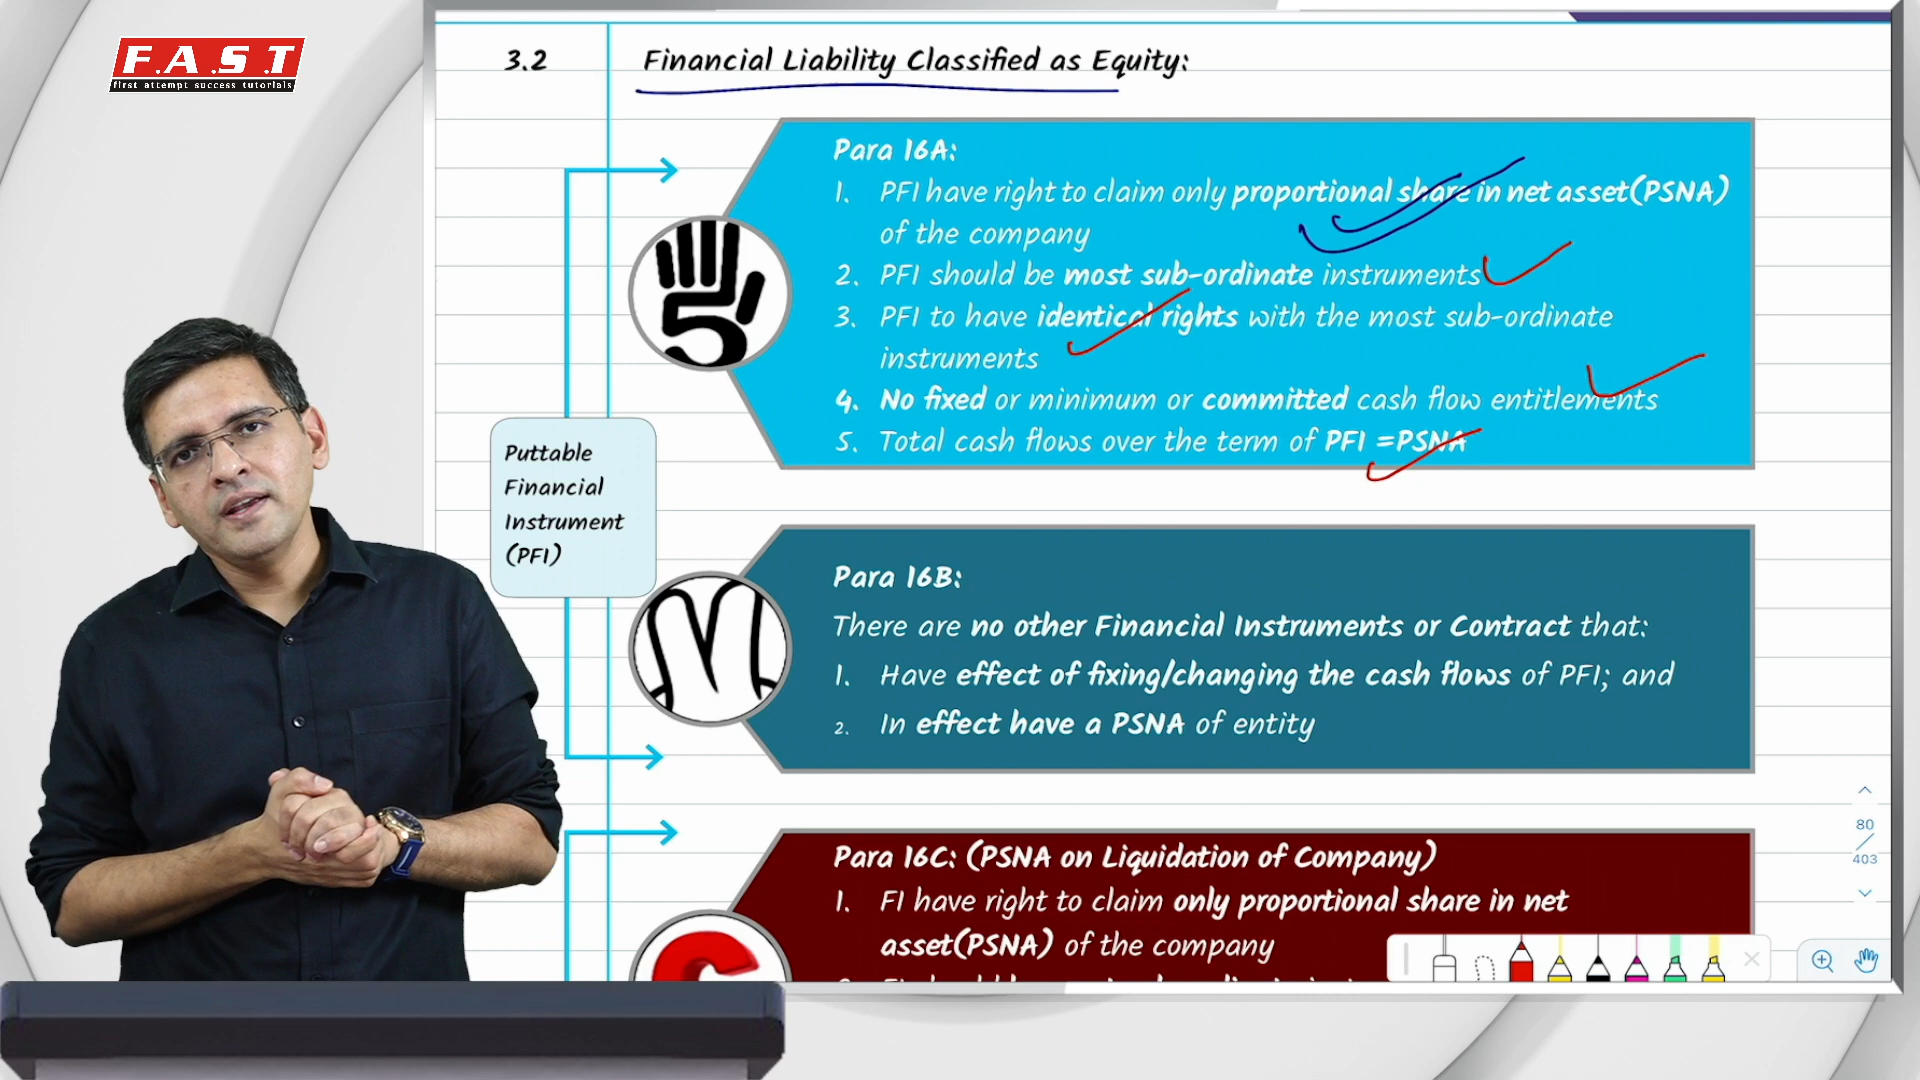 F.A.S.T
first attempt success tutorials
3.2 Financial Liability Classified as Equity:
Para 16A:
1. PFI have right to claim only proportional share in net asset(PSNA)
of the company
2. PFI should be most sub-ordinate instruments
3. PFI to have identical rights with the most sub-ordinate
instruments
4. No fixed or minimum or committed cash flow entitlements
5. Total cash flows over the term of PFI =PSNA
Puttable
Financial
Instrument
(PFI)
Para 16B:
There are no other Financial Instruments or Contract that:
1. Have effect of fixing/changing the cash flows of PFI; and
2. In effect have a PSNA of entity
Para 16C: (PSNA on Liquidation of Company)
1. FI have right to claim only proportional share in net
asset(PSNA) of the company
80
403